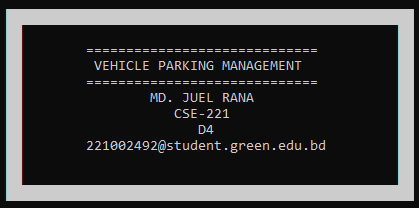 =============================
VEHICLE PARKING MANAGEMENT
=============================
MD. JUEL RANA
CSE-221
D4
221002492@student.green.edu.bd